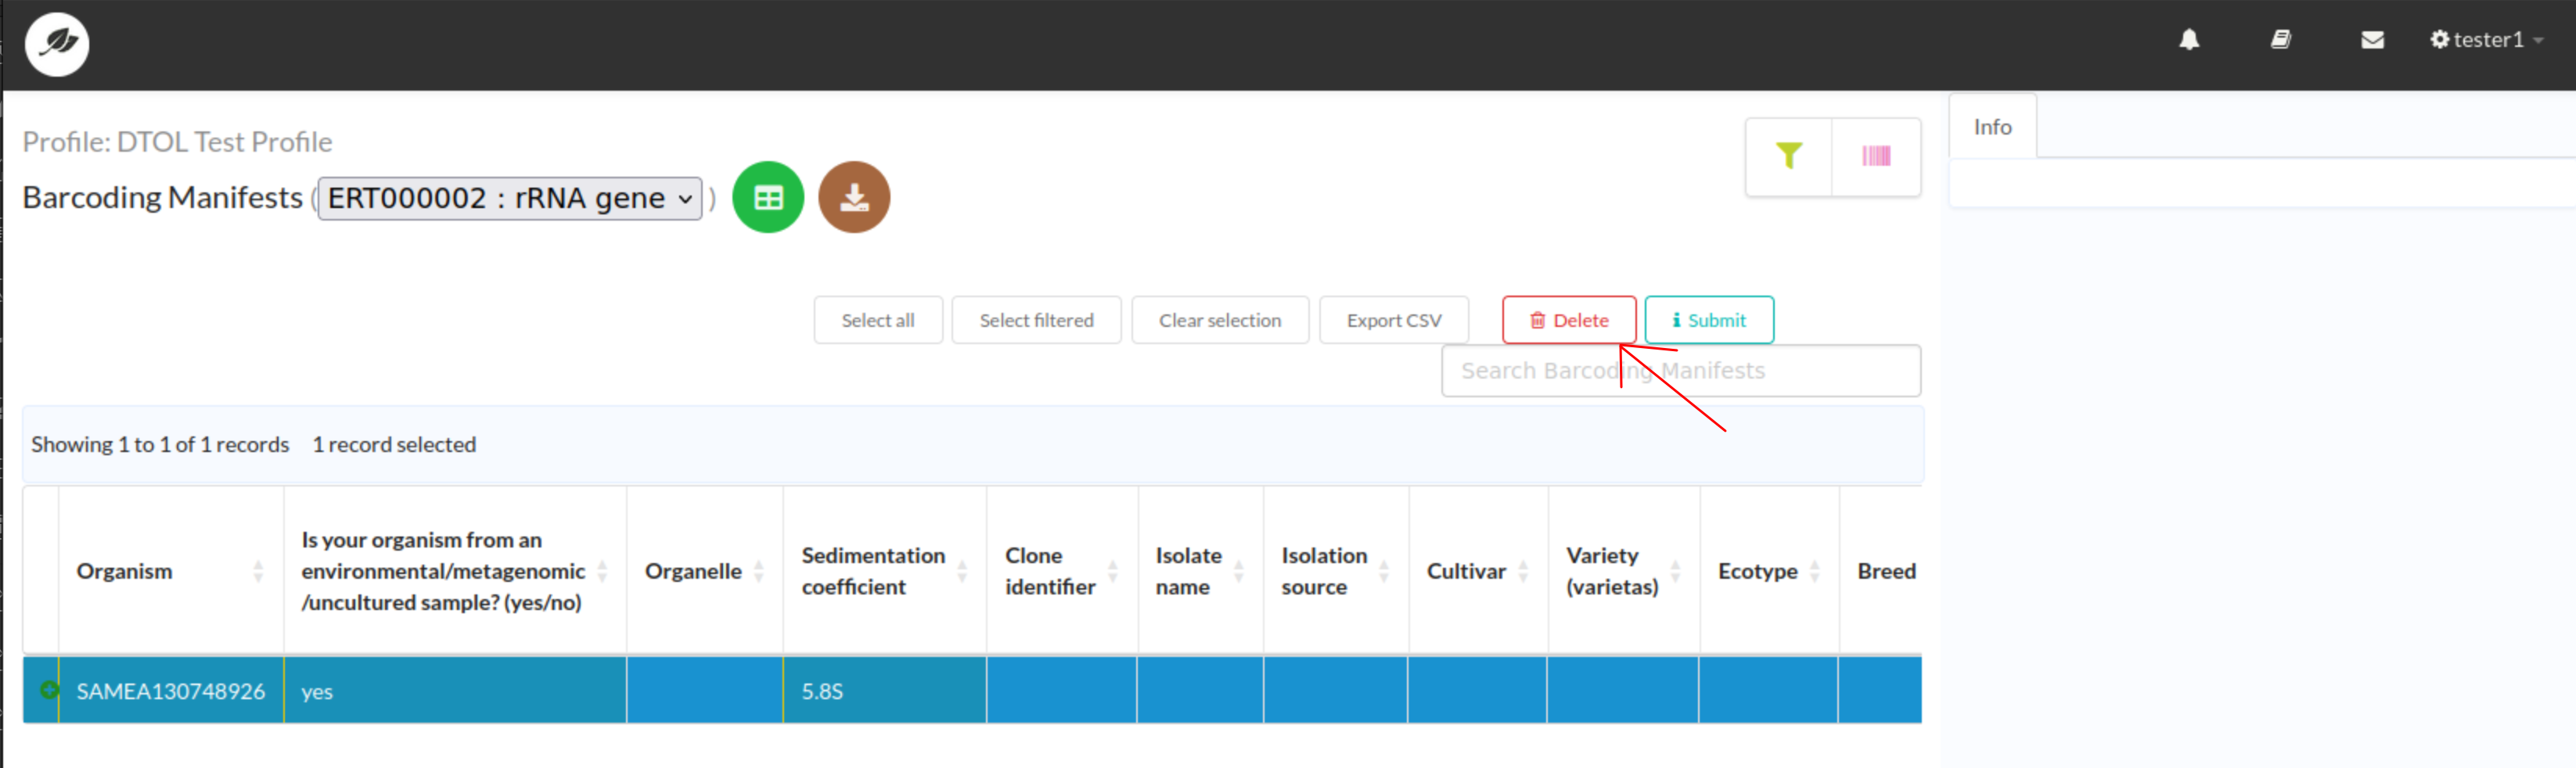 tester1
Info
Profile: DTOL Test Profile
Barcoding Manifests ( ERT000002 : rRNA gene )
Select all Select filtered Clear selection Export CSV Delete Submit
Search Barcoding Manifests
Showing 1 to 1 of 1 records 1 record selected
Organism
Is your organism from an
environmental/metagenomic
/uncultured sample? (yes/no)
Organelle
Sedimentation
coefficient
Clone
identifier
Isolate
name
Isolation
source
Cultivar
Variety
(varietas)
Ecotype
Breed
SAMEA130748926 yes 5.8S